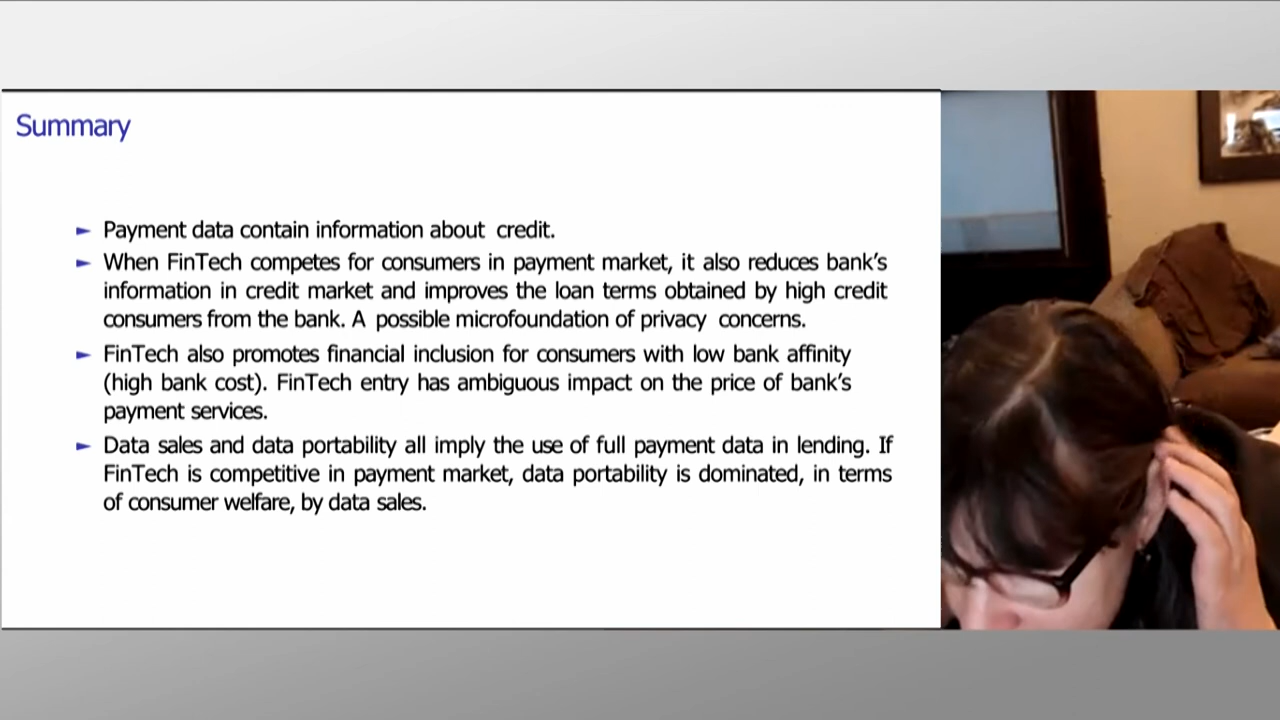 Summary
► Payment data contain information about credit.
► When FinTech competes for consumers in payment market, it also reduces bank’s
information in credit market and improves the loan terms obtained by high credit
consumers from the bank. A possible microfoundation of privacy concerns.
► FinTech also promotes financial inclusion for consumers with low bank affinity
(high bank cost). FinTech entry has ambiguous impact on the price of bank’s
payment services.
► Data sales and data portability all imply the use of full payment data in lending. If
FinTech is competitive in payment market, data portability is dominated, in terms
of consumer welfare, by data sales.